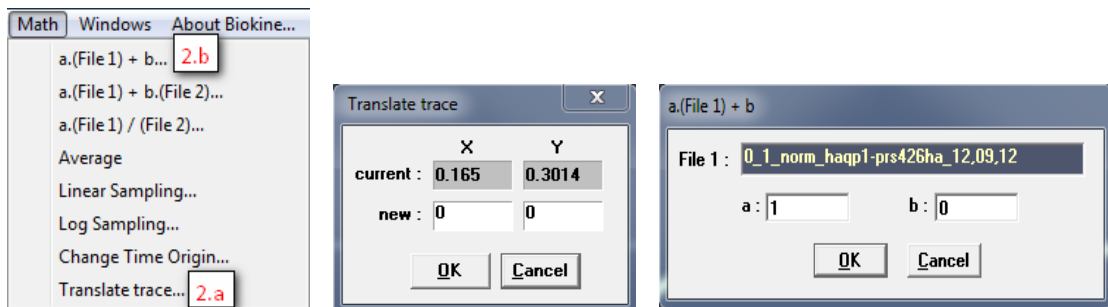 Math Windows About Biokine...
a.(File 1) + b... 2.b
a.(File 1) + b.(File 2)...
a.(File 1) / (File 2)...
Average
Linear Sampling...
Log Sampling...
Change Time Origin...
Translate trace... 2.a
Translate trace X
X Y
current : 0.165 0.3014
new : 0 0
OK Cancel
a.(File 1) + b
File 1 : 0_1_norm_haqp1-prs426ha_12,09,12
a : 1 b : 0
OK Cancel